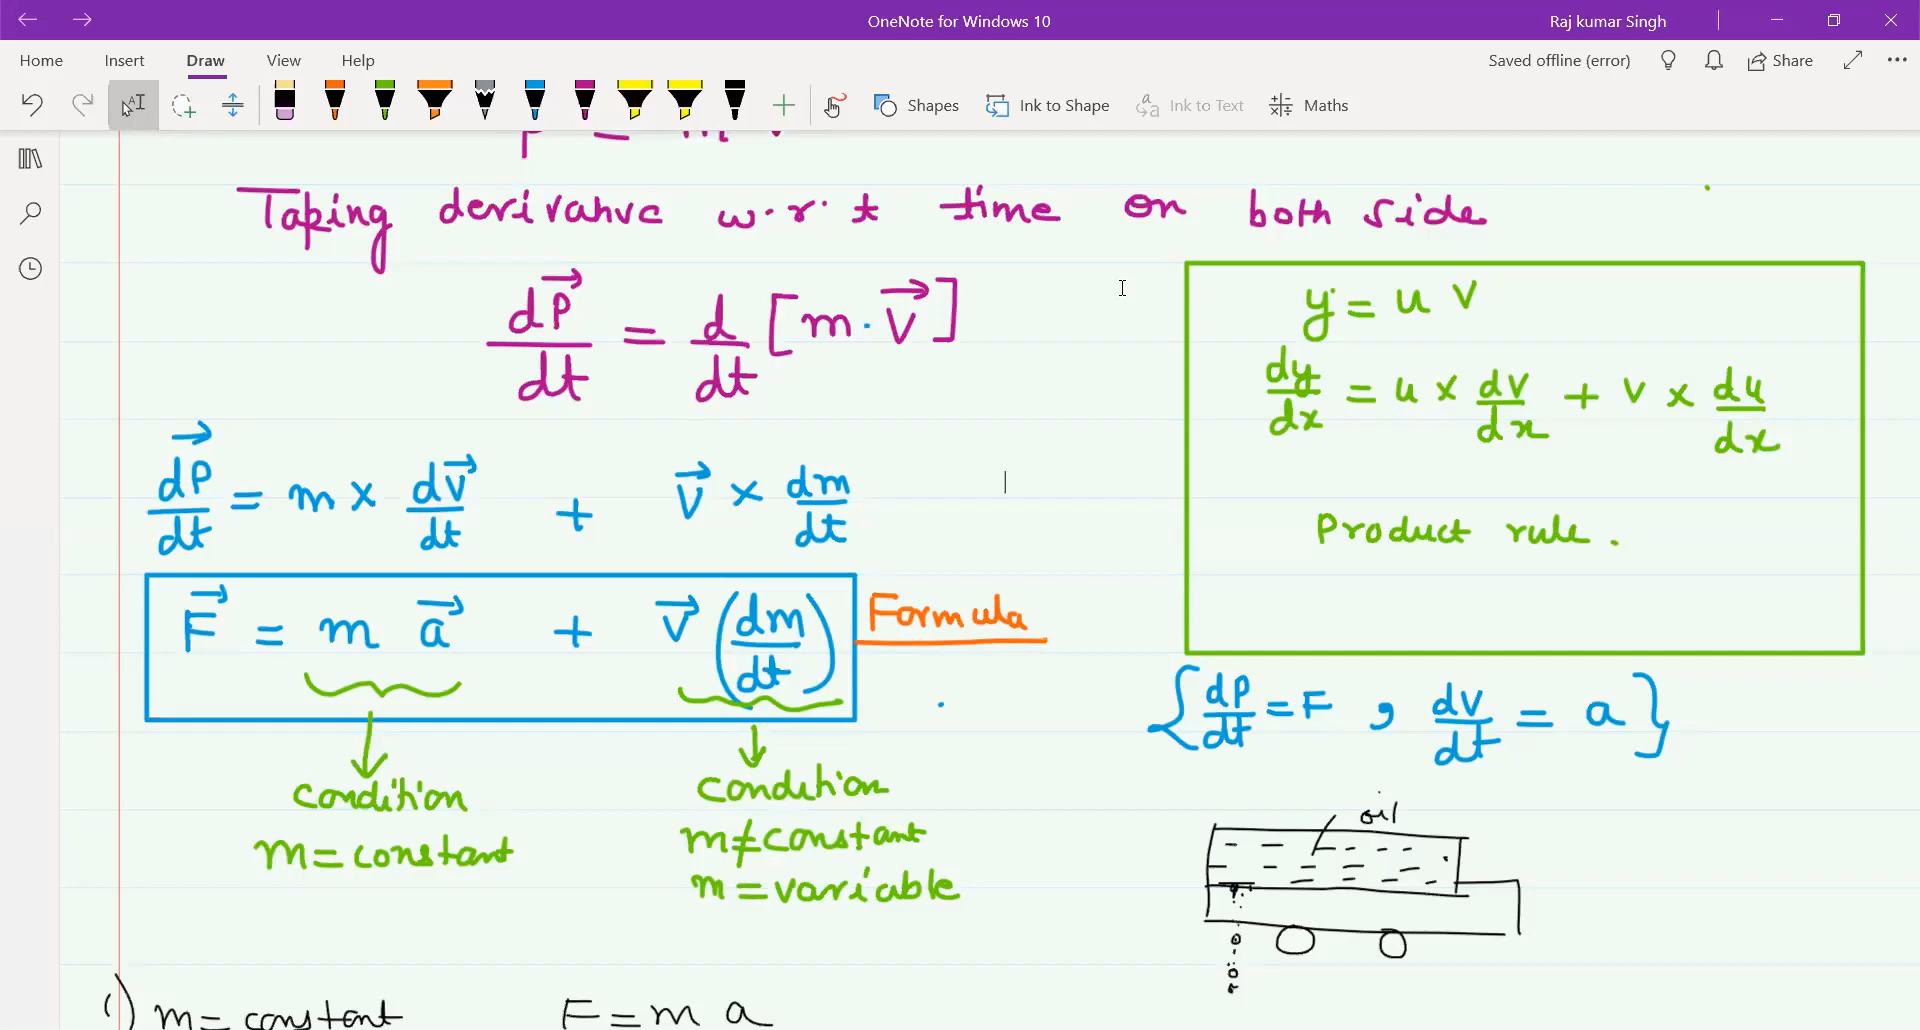 OneNote for Windows 10
Raj kumar Singh
Home Insert Draw View Help
Saved offline (error) Share
Shapes Ink to Shape Ink to Text Maths
Taking derivative w.r.t time on both side
dP⃗/dt = d/dt [m·V⃗]
dP⃗/dt = m × dV⃗/dt + V⃗ × dm/dt
F⃗ = m a⃗ + V⃗ (dm/dt) Formula
condition
m = constant
condition
m ≠ constant
m = variable
y = u v
dy/dx = u × dv/dx + v × du/dx
Product rule.
{dP/dt = F , dv/dt = a}
oil
1) m = constant F = m a